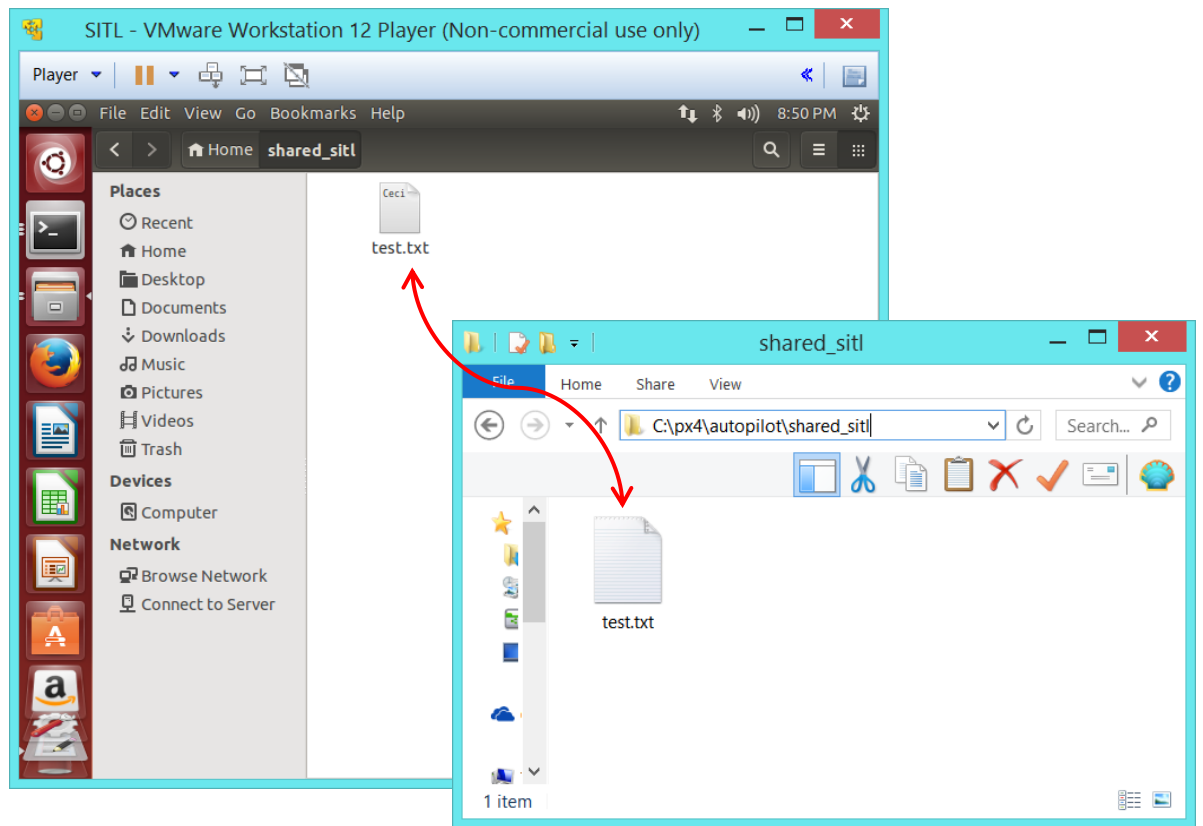 SITL - VMware Workstation 12 Player (Non-commercial use only)
Player
File Edit View Go Bookmarks Help 8:50 PM
Home shared_sitl
Places
Recent
Home
Desktop
Documents
Downloads
Music
Pictures
Videos
Trash
Devices
Computer
Network
Browse Network
Connect to Server
Ceci
test.txt
shared_sitl
File Home Share View
C:\px4\autopilot\shared_sitl Search...
test.txt
1 item